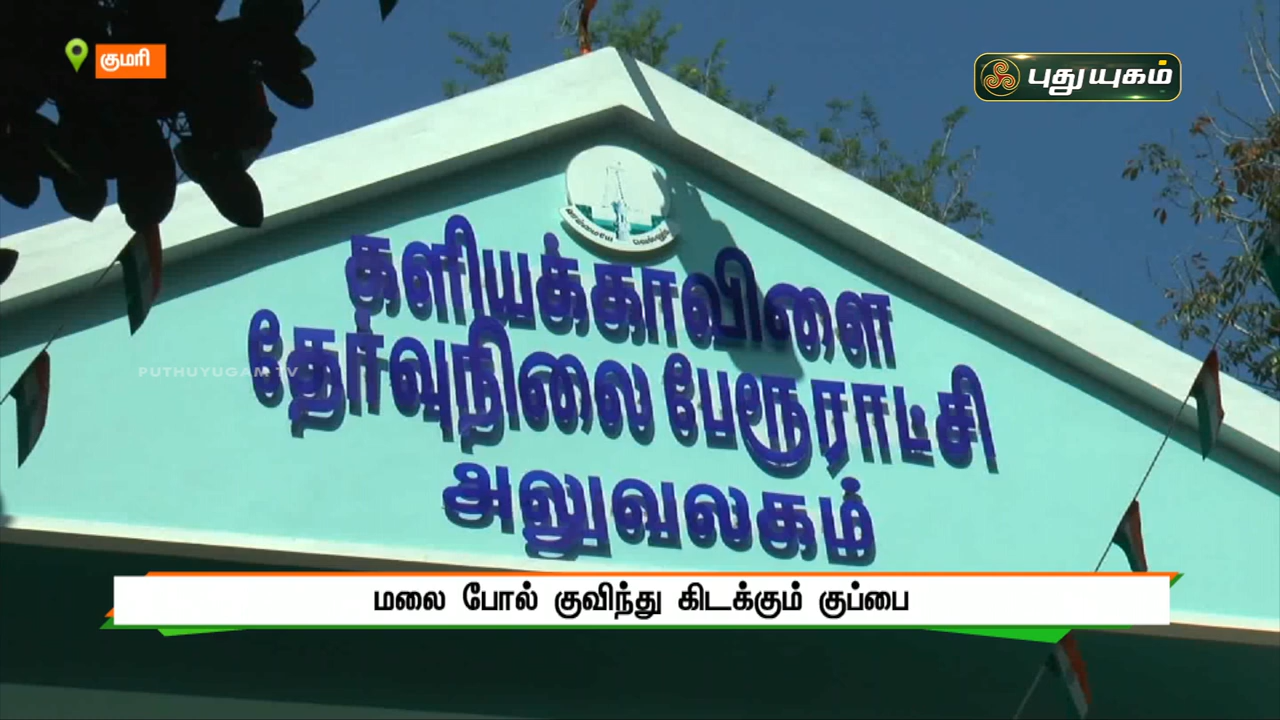 குமரி
புதுயுகம்
களியக்காவிளை
தேர்வுநிலை பேரூராட்சி
அலுவலகம்
PUTHUYUGAM TV
மலை போல் குவிந்து கிடக்கும் குப்பை